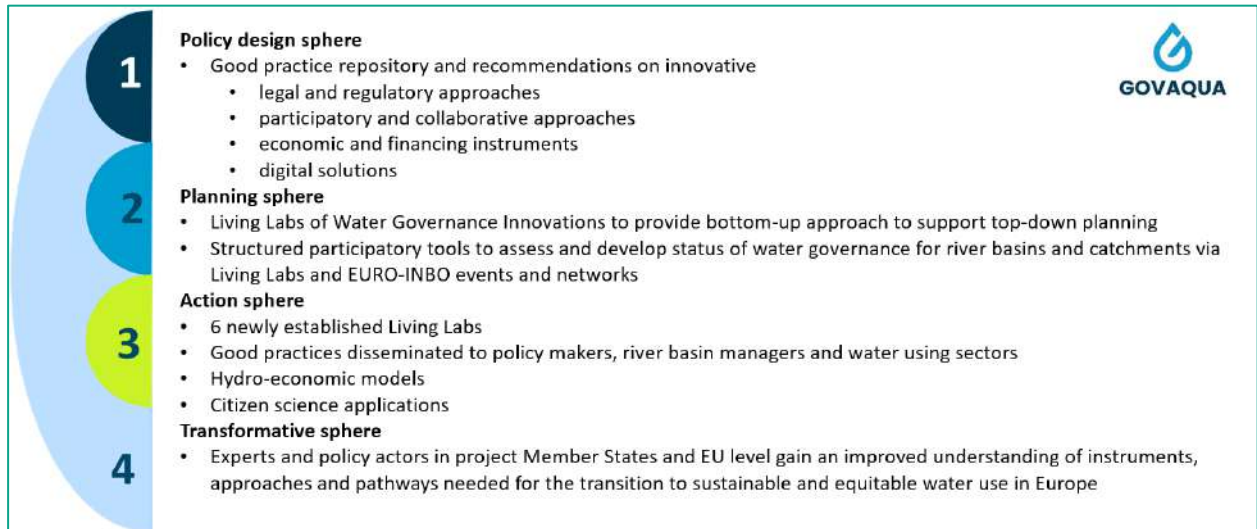 1
Policy design sphere
• Good practice repository and recommendations on innovative
• legal and regulatory approaches
• participatory and collaborative approaches
• economic and financing instruments
• digital solutions
GOVAQUA
2
Planning sphere
• Living Labs of Water Governance Innovations to provide bottom-up approach to support top-down planning
• Structured participatory tools to assess and develop status of water governance for river basins and catchments via
Living Labs and EURO-INBO events and networks
3
Action sphere
• 6 newly established Living Labs
• Good practices disseminated to policy makers, river basin managers and water using sectors
• Hydro-economic models
• Citizen science applications
4
Transformative sphere
• Experts and policy actors in project Member States and EU level gain an improved understanding of instruments,
approaches and pathways needed for the transition to sustainable and equitable water use in Europe